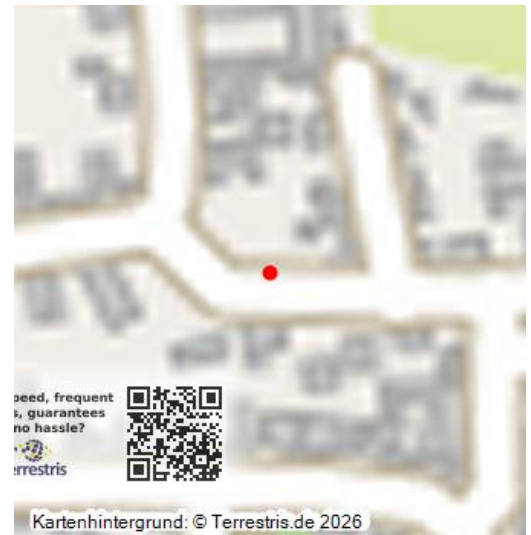 peed, frequent
s, guarantees
no hassle?
errestris
Kartenhintergrund: © Terrestris.de 2026